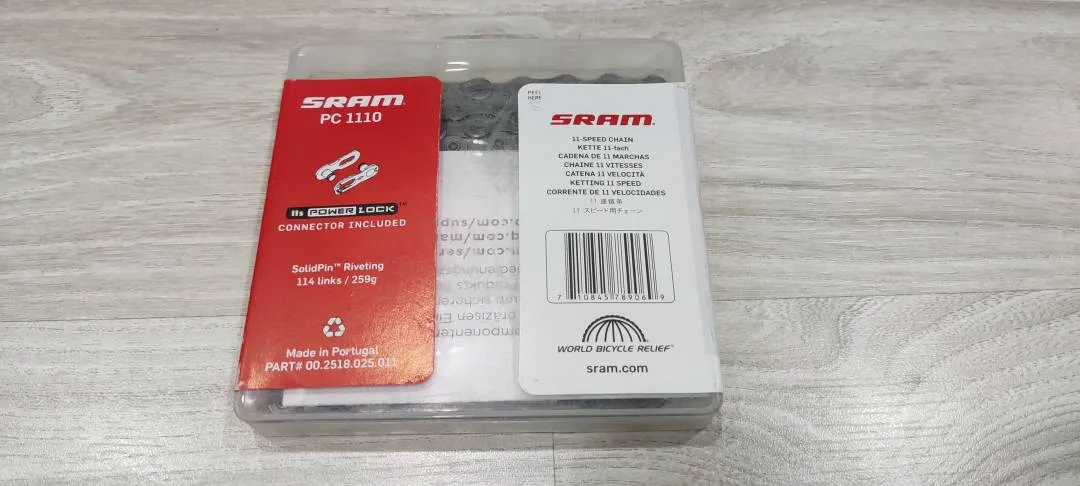 SRAM
PC 1110
11s POWER LOCK™
CONNECTOR INCLUDED
SolidPin™ Riveting
114 links / 259g
Made in Portugal
PART# 00.2518.025.011
PEEL
HERE
SRAM
11-SPEED CHAIN
KETTE 11-fach
CADENA DE 11 MARCHAS
CHAINE 11 VITESSES
CATENA 11 VELOCITÀ
KETTING 11 SPEED
CORRENTE DE 11 VELOCIDADES
11 速链条
11 スピード用チェーン
7 10845 78906 9
WORLD BICYCLE RELIEF®
sram.com